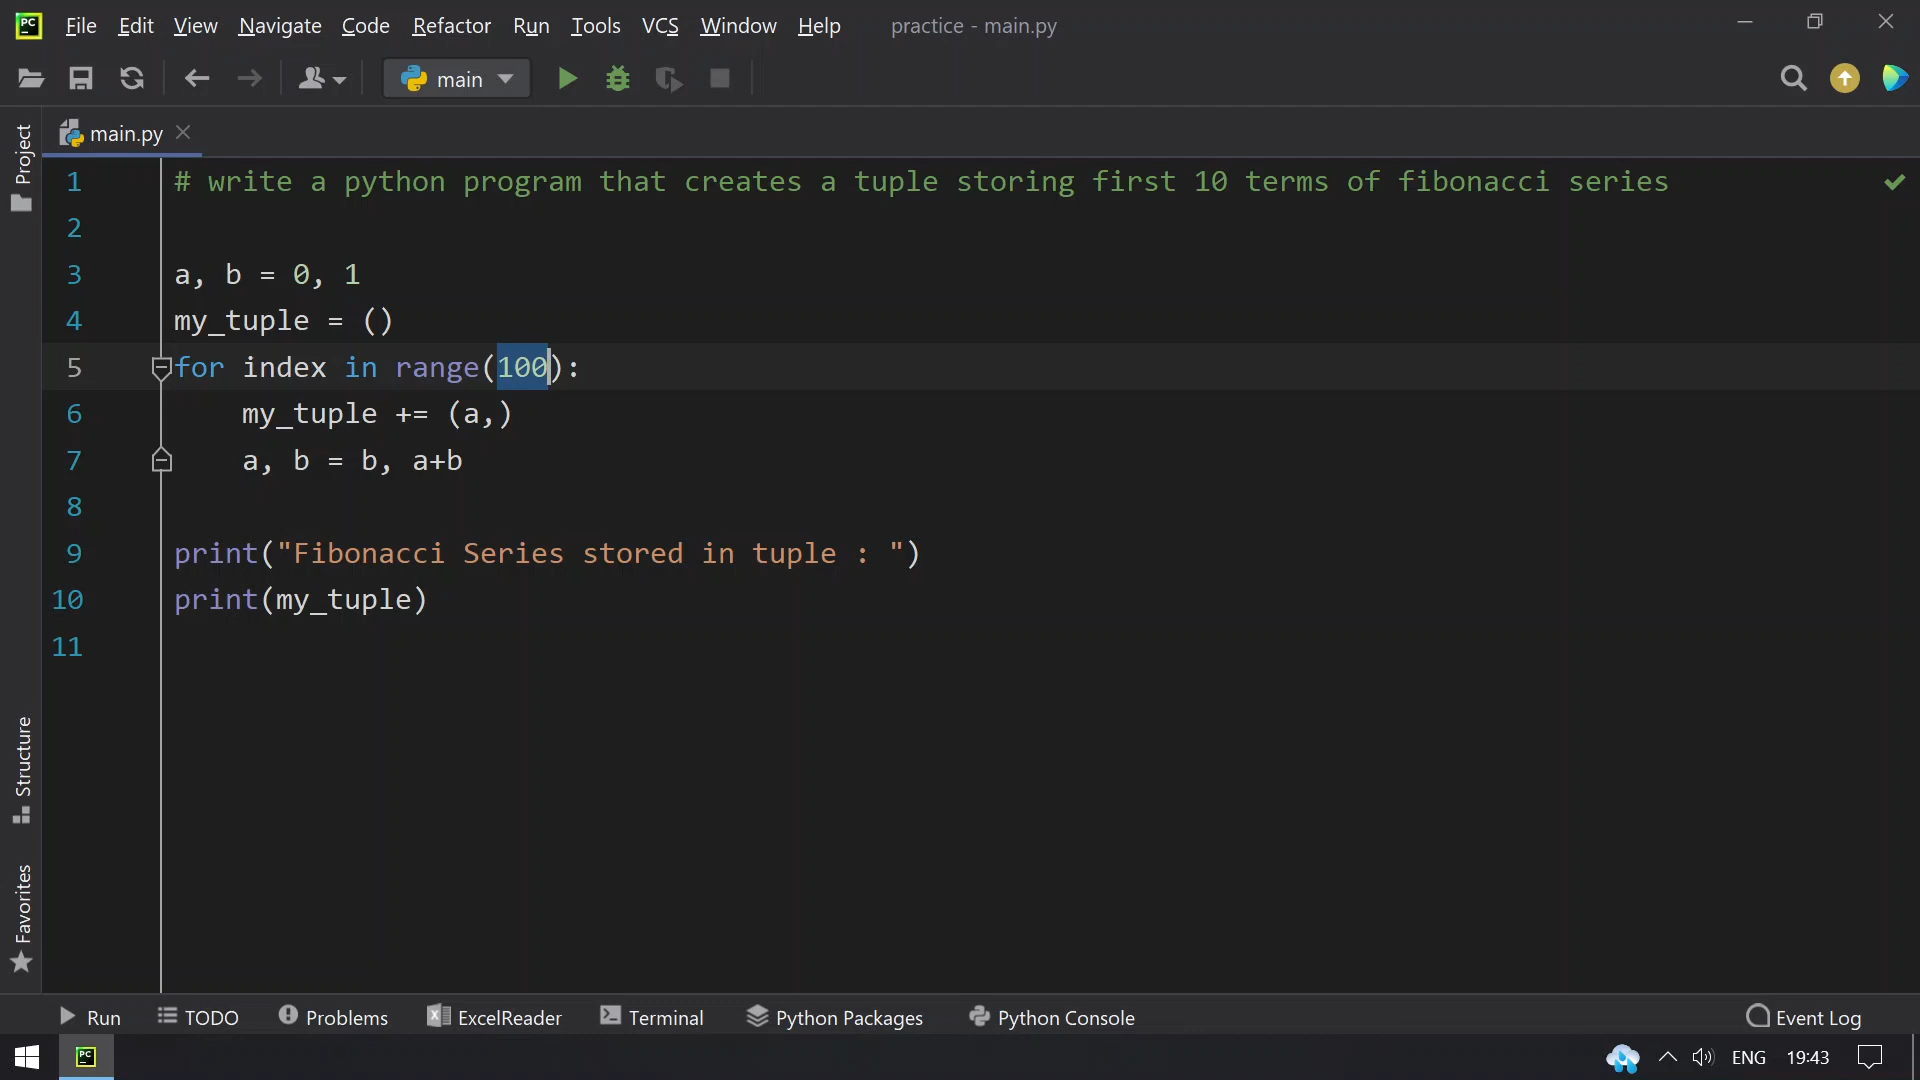 PC File Edit View Navigate Code Refactor Run Tools VCS Window Help practice - main.py
main
Project
main.py
1 # write a python program that creates a tuple storing first 10 terms of fibonacci series
2
3 a, b = 0, 1
4 my_tuple = ()
5 for index in range(100):
6     my_tuple += (a,)
7     a, b = b, a+b
8
9 print("Fibonacci Series stored in tuple : ")
10 print(my_tuple)
11
Structure
Favorites
Run TODO Problems ExcelReader Terminal Python Packages Python Console Event Log
PC ENG 19:43